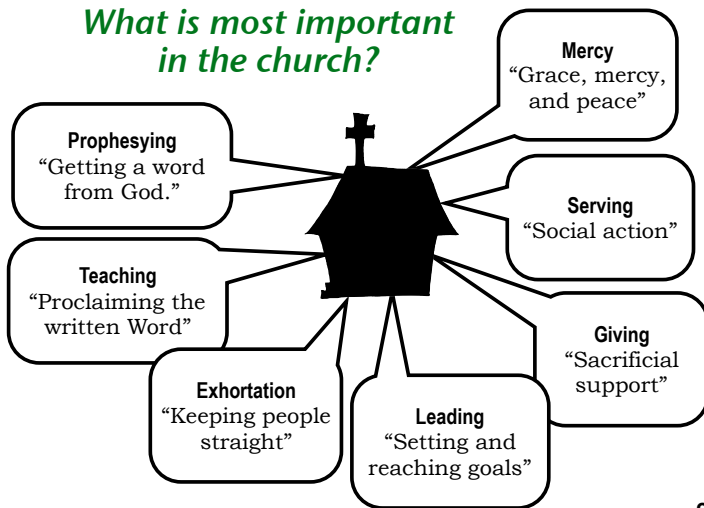 What is most important
in the church?
Mercy
“Grace, mercy,
and peace”
Prophesying
“Getting a word
from God.”
Serving
“Social action”
Teaching
“Proclaiming the
written Word”
Giving
“Sacrificial
support”
Exhortation
“Keeping people
straight”
Leading
“Setting and
reaching goals”